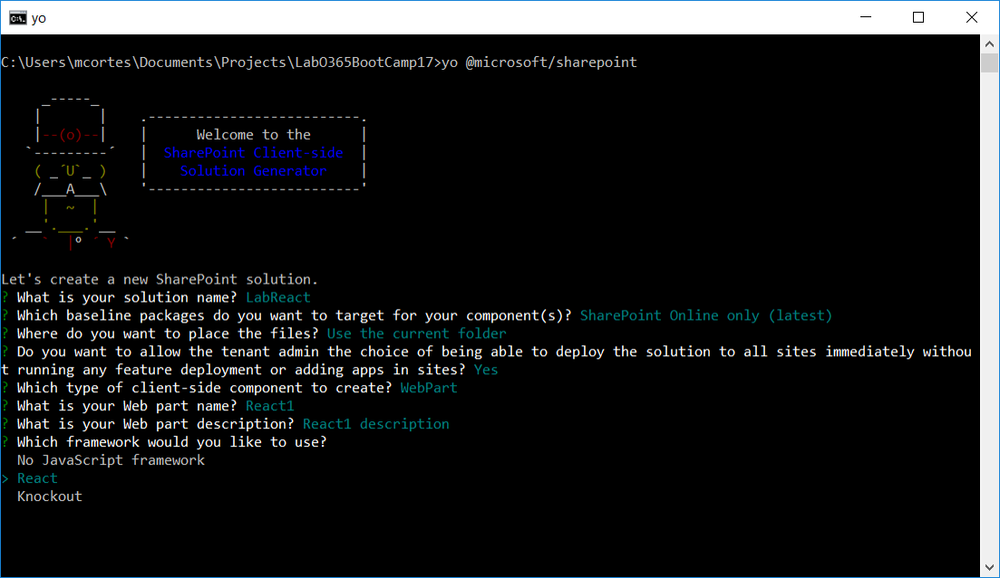 yo
C:\Users\mcortes\Documents\Projects\LabO365BootCamp17>yo @microsoft/sharepoint
     _-----_
    |       |    .--------------------------.
    |--(o)--|    |      Welcome to the      |
   `---------´   |  SharePoint Client-side  |
    ( _´U`_ )    |    Solution Generator    |
    /___A___\    '--------------------------'
     |  ~  |
   __'.___.'__
 ´   `  |° ´ Y `
Let's create a new SharePoint solution.
? What is your solution name? LabReact
? Which baseline packages do you want to target for your component(s)? SharePoint Online only (latest)
? Where do you want to place the files? Use the current folder
? Do you want to allow the tenant admin the choice of being able to deploy the solution to all sites immediately withou
t running any feature deployment or adding apps in sites? Yes
? Which type of client-side component to create? WebPart
? What is your Web part name? React1
? What is your Web part description? React1 description
? Which framework would you like to use?
  No JavaScript framework
> React
  Knockout